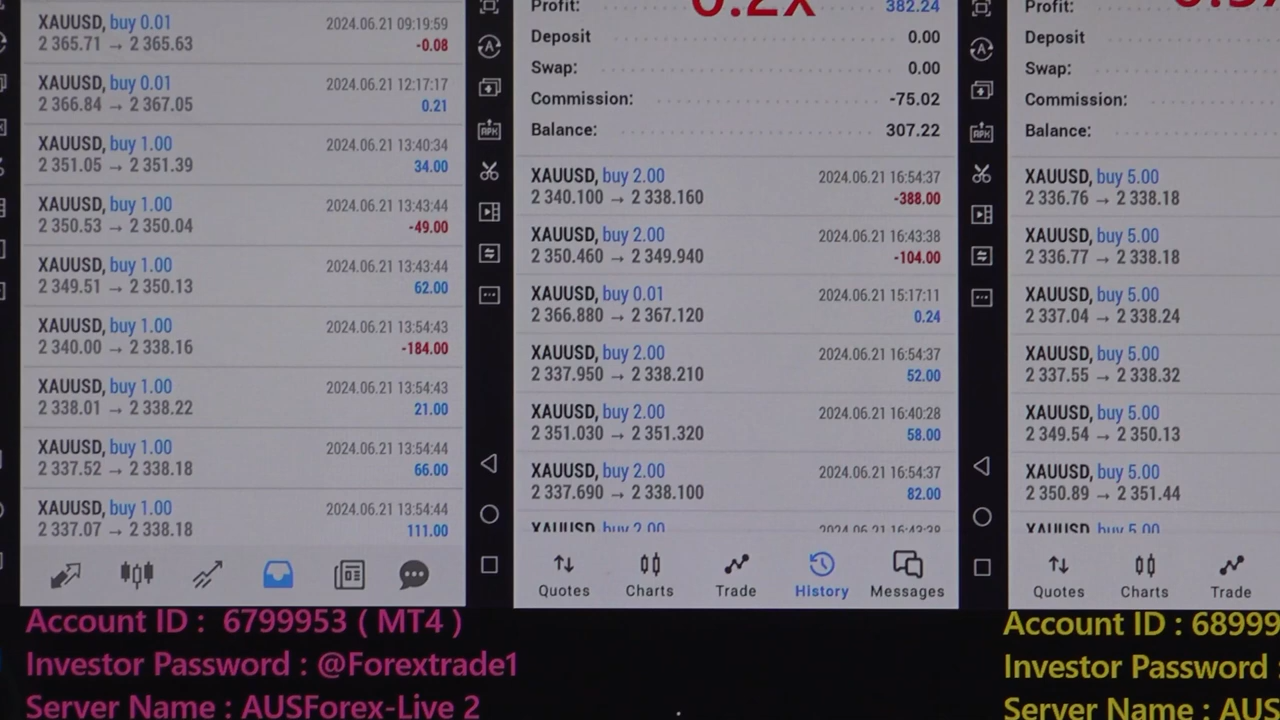 XAUUSD, buy 0.01 2024.06.21 09:19:59
2 365.71 → 2 365.63 -0.08
XAUUSD, buy 0.01 2024.06.21 12:17:17
2 366.84 → 2 367.05 0.21
XAUUSD, buy 1.00 2024.06.21 13:40:34
2 351.05 → 2 351.39 34.00
XAUUSD, buy 1.00 2024.06.21 13:43:44
2 350.53 → 2 350.04 -49.00
XAUUSD, buy 1.00 2024.06.21 13:43:44
2 349.51 → 2 350.13 62.00
XAUUSD, buy 1.00 2024.06.21 13:54:43
2 340.00 → 2 338.16 -184.00
XAUUSD, buy 1.00 2024.06.21 13:54:43
2 338.01 → 2 338.22 21.00
XAUUSD, buy 1.00 2024.06.21 13:54:44
2 337.52 → 2 338.18 66.00
XAUUSD, buy 1.00 2024.06.21 13:54:44
2 337.07 → 2 338.18 111.00
Account ID : 6799953 ( MT4 )
Investor Password : @Forextrade1
Server Name : AUSForex-Live 2
0.2x
Profit: 382.24
Deposit 0.00
Swap: 0.00
Commission: -75.02
Balance: 307.22
XAUUSD, buy 2.00 2024.06.21 16:54:37
2 340.100 → 2 338.160 -388.00
XAUUSD, buy 2.00 2024.06.21 16:43:38
2 350.460 → 2 349.940 -104.00
XAUUSD, buy 0.01 2024.06.21 15:17:11
2 366.880 → 2 367.120 0.24
XAUUSD, buy 2.00 2024.06.21 16:54:37
2 337.950 → 2 338.210 52.00
XAUUSD, buy 2.00 2024.06.21 16:40:28
2 351.030 → 2 351.320 58.00
XAUUSD, buy 2.00 2024.06.21 16:54:37
2 337.690 → 2 338.100 82.00
XAUUSD, buy 2.00
Quotes Charts Trade History Messages
Profit:
Deposit
Swap:
Commission:
Balance:
XAUUSD, buy 5.00
2 336.76 → 2 338.18
XAUUSD, buy 5.00
2 336.77 → 2 338.18
XAUUSD, buy 5.00
2 337.04 → 2 338.24
XAUUSD, buy 5.00
2 337.55 → 2 338.32
XAUUSD, buy 5.00
2 349.54 → 2 350.13
XAUUSD, buy 5.00
2 350.89 → 2 351.44
XAUUSD, buy 5.00
Quotes Charts Trade
Account ID : 68999
Investor Password :
Server Name : AUS